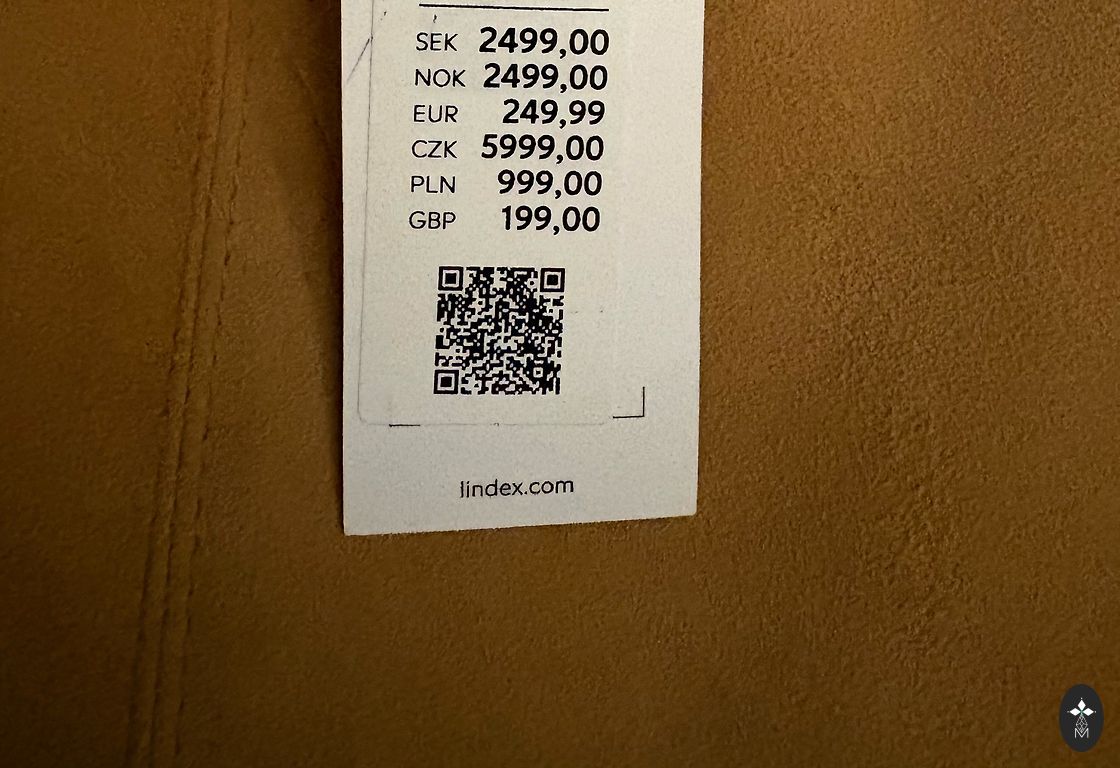 SEK 2499,00
NOK 2499,00
EUR 249,99
CZK 5999,00
PLN 999,00
GBP 199,00
lindex.com
M